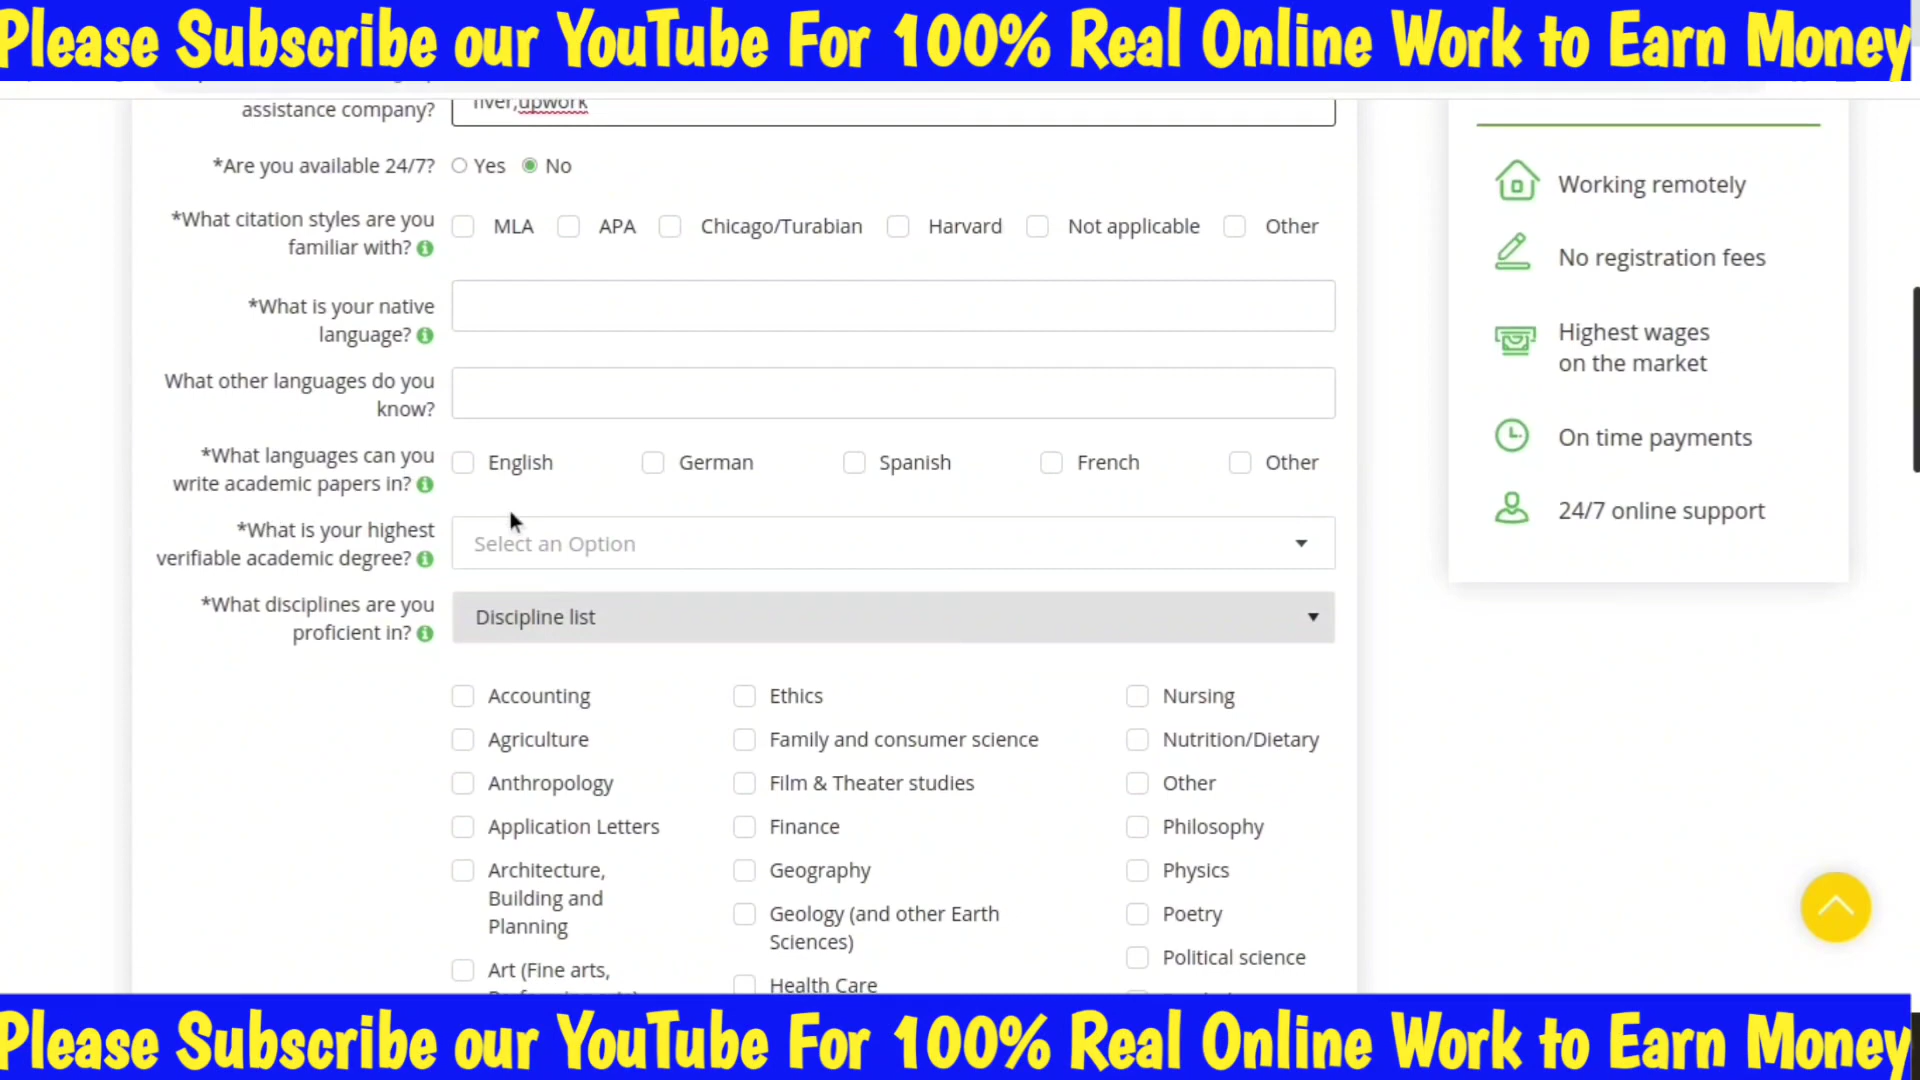 Please Subscribe our YouTube For 100% Real Online Work to Earn Money
assistance company?
upwork
*Are you available 24/7?
Yes
No
*What citation styles are you
familiar with?
MLA
APA
Chicago/Turabian
Harvard
Not applicable
Other
*What is your native
language?
What other languages do you
know?
*What languages can you
write academic papers in?
English
German
Spanish
French
Other
*What is your highest
verifiable academic degree?
Select an Option
*What disciplines are you
proficient in?
Discipline list
Accounting
Agriculture
Anthropology
Application Letters
Architecture,
Building and
Planning
Art (Fine arts,
Ethics
Family and consumer science
Film & Theater studies
Finance
Geography
Geology (and other Earth
Sciences)
Health Care
Nursing
Nutrition/Dietary
Other
Philosophy
Physics
Poetry
Political science
Working remotely
No registration fees
Highest wages
on the market
On time payments
24/7 online support
Please Subscribe our YouTube For 100% Real Online Work to Earn Money